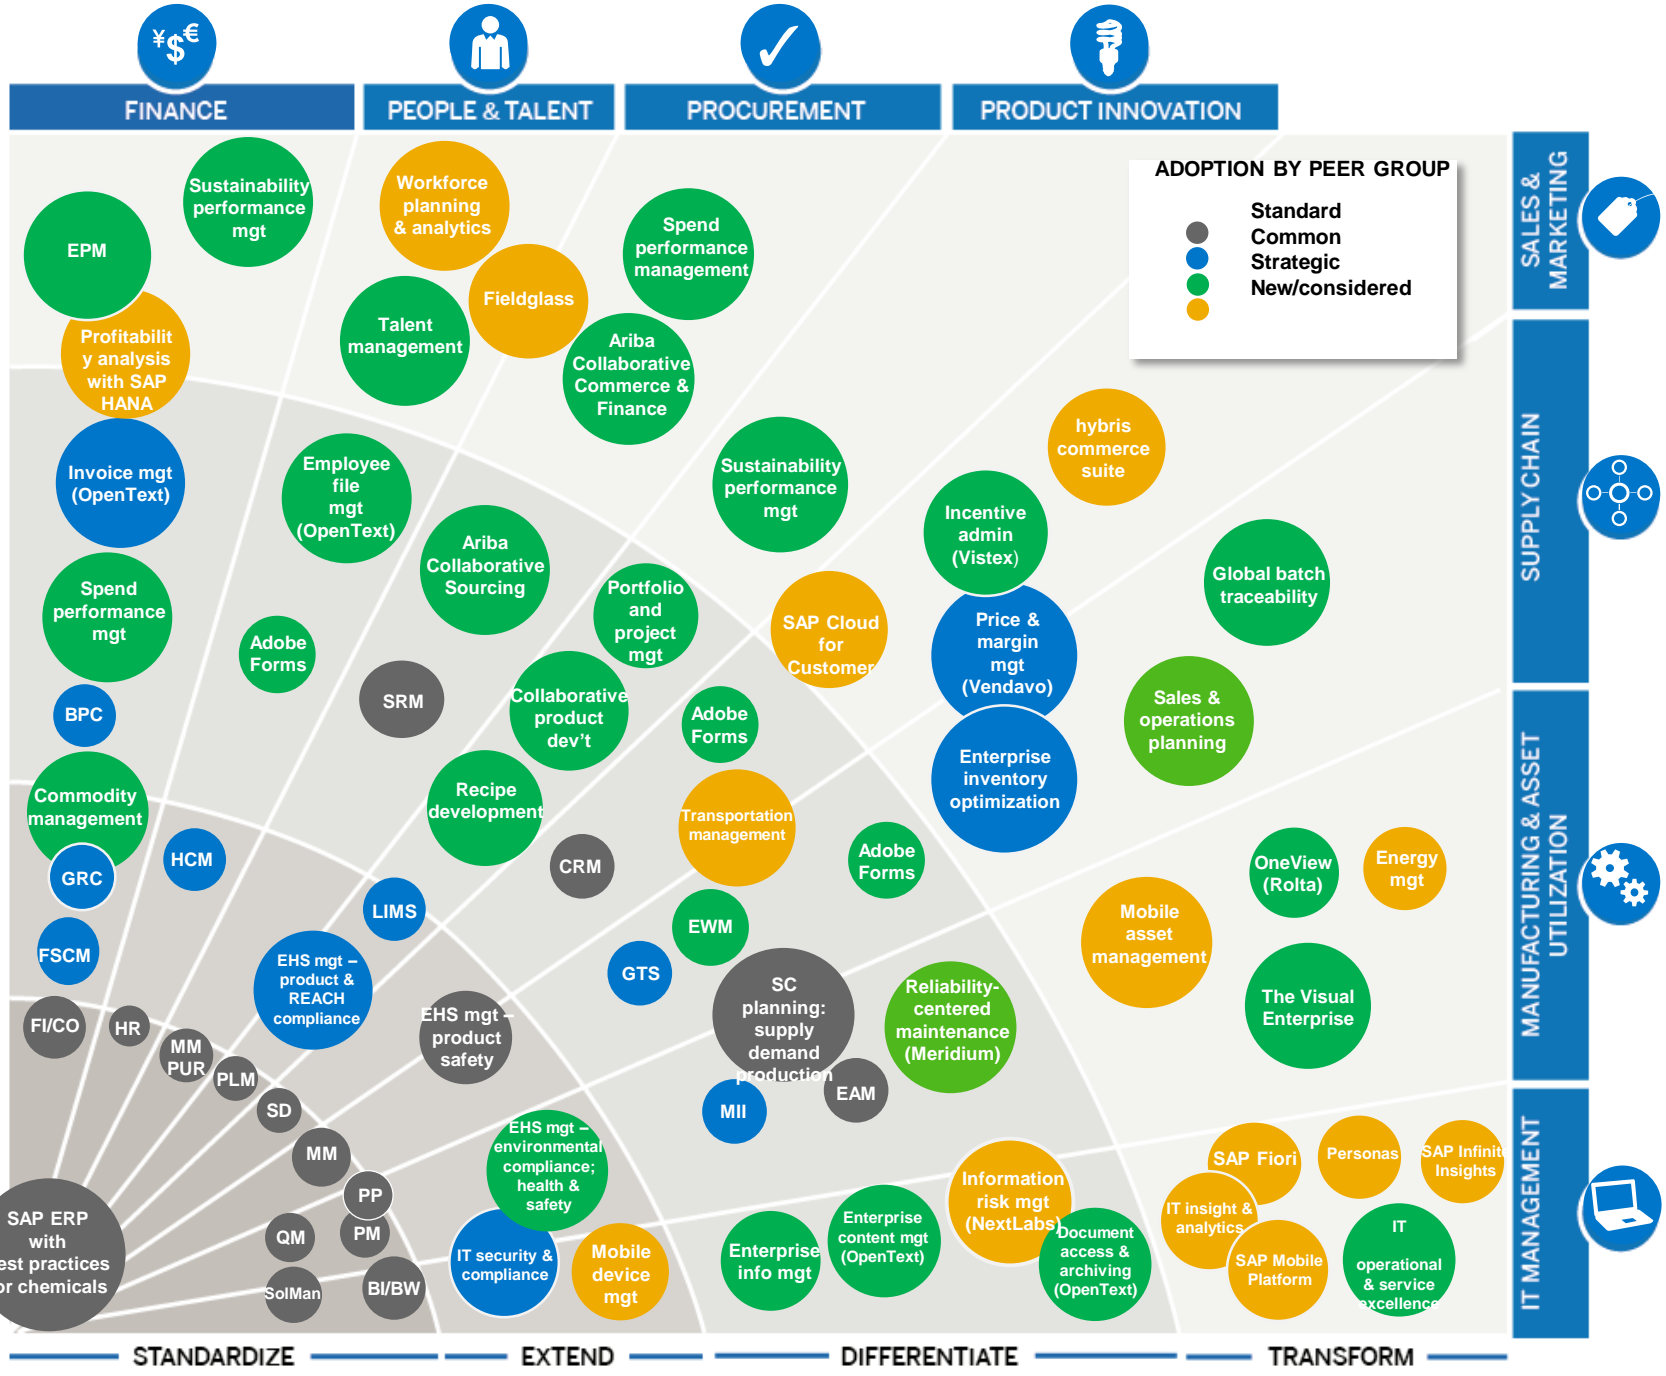 ¥$€
FINANCE
PEOPLE & TALENT
PROCUREMENT
PRODUCT INNOVATION
SALES &
MARKETING
SUPPLY CHAIN
MANUFACTURING & ASSET
UTILIZATION
IT MANAGEMENT
ADOPTION BY PEER GROUP
Standard
Common
Strategic
New/considered
Sustainability
performance
mgt
EPM
Profitabilit
y analysis
with SAP
HANA
Invoice mgt
(OpenText)
Spend
performance
mgt
BPC
Commodity
management
GRC
FSCM
FI/CO
Workforce
planning
& analytics
Fieldglass
Talent
management
Employee
file
mgt
(OpenText)
Adobe
Forms
HCM
HR
Spend
performance
management
Ariba
Collaborative
Commerce &
Finance
Ariba
Collaborative
Sourcing
SRM
MM
PUR
Sustainability
performance
mgt
Portfolio
and
project
mgt
Collaborative
product
dev't
Recipe
development
LIMS
EHS mgt –
product &
REACH
compliance
PLM
hybris
commerce
suite
Incentive
admin
(Vistex)
SAP Cloud
for
Customer
Price &
margin
mgt
(Vendavo)
Adobe
Forms
CRM
SD
Global batch
traceability
Sales &
operations
planning
Enterprise
inventory
optimization
Transportation
management
Adobe
Forms
EWM
GTS
SC
planning:
supply
demand
production
EHS mgt –
product
safety
MM
OneView
(Rolta)
Energy
mgt
Mobile
asset
management
The Visual
Enterprise
Reliability-
centered
maintenance
(Meridium)
EAM
MII
EHS mgt –
environmental
compliance;
health &
safety
PP
PM
QM
SAP Fiori
Personas
SAP Infinit
Insights
IT insight &
analytics
SAP Mobile
Platform
IT
operational
& service
excellence
Information
risk mgt
(NextLabs)
Document
access &
archiving
(OpenText)
Enterprise
content mgt
(OpenText)
Enterprise
info mgt
Mobile
device
mgt
IT security &
compliance
BI/BW
SolMan
SAP ERP
with
est practices
or chemicals
STANDARDIZE
EXTEND
DIFFERENTIATE
TRANSFORM